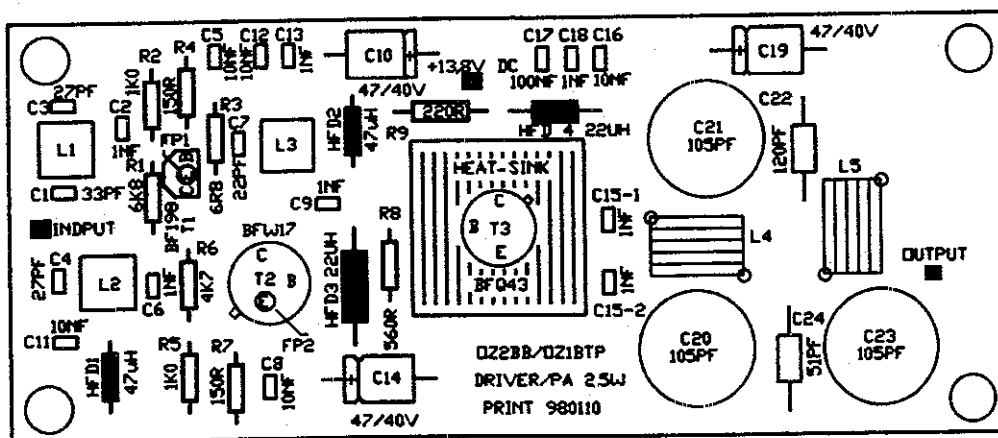 C3
27PF
C2
1NF
R2
1K0
R4
150R
C5
10NF
C12
10NF
C13
1NF
C10
47/40V
+13,8V DC
C17
100NF
C18
1NF
C16
10NF
47/40V
C19
L1
FP1
R3
6R8
C7
22PF
L3
HFD2
47uH
R9
220R
HFD 4 22UH
C21
105PF
C22
120PF
L5
C1
33PF
6K8
BF198
T1
B
C
HEAT-SINK
C
B
T3
E
BFQ43
C15-1
1NF
1NF
C9
INDPUT
BFW17
C
T2
B
E
FP2
R6
4K7
C4
27PF
L2
C6
1NF
HFD3 22UH
R8
560R
1NF
C15-2
L4
OUTPUT
10NF
C11
HFD1
47uH
R5
1K0
R7
150R
C8
10NF
C14
47/40V
OZ2BB/OZ1BTP
DRIVER/PA 2.5W
PRINT 980110
C20
105PF
C24
51PF
C23
105PF